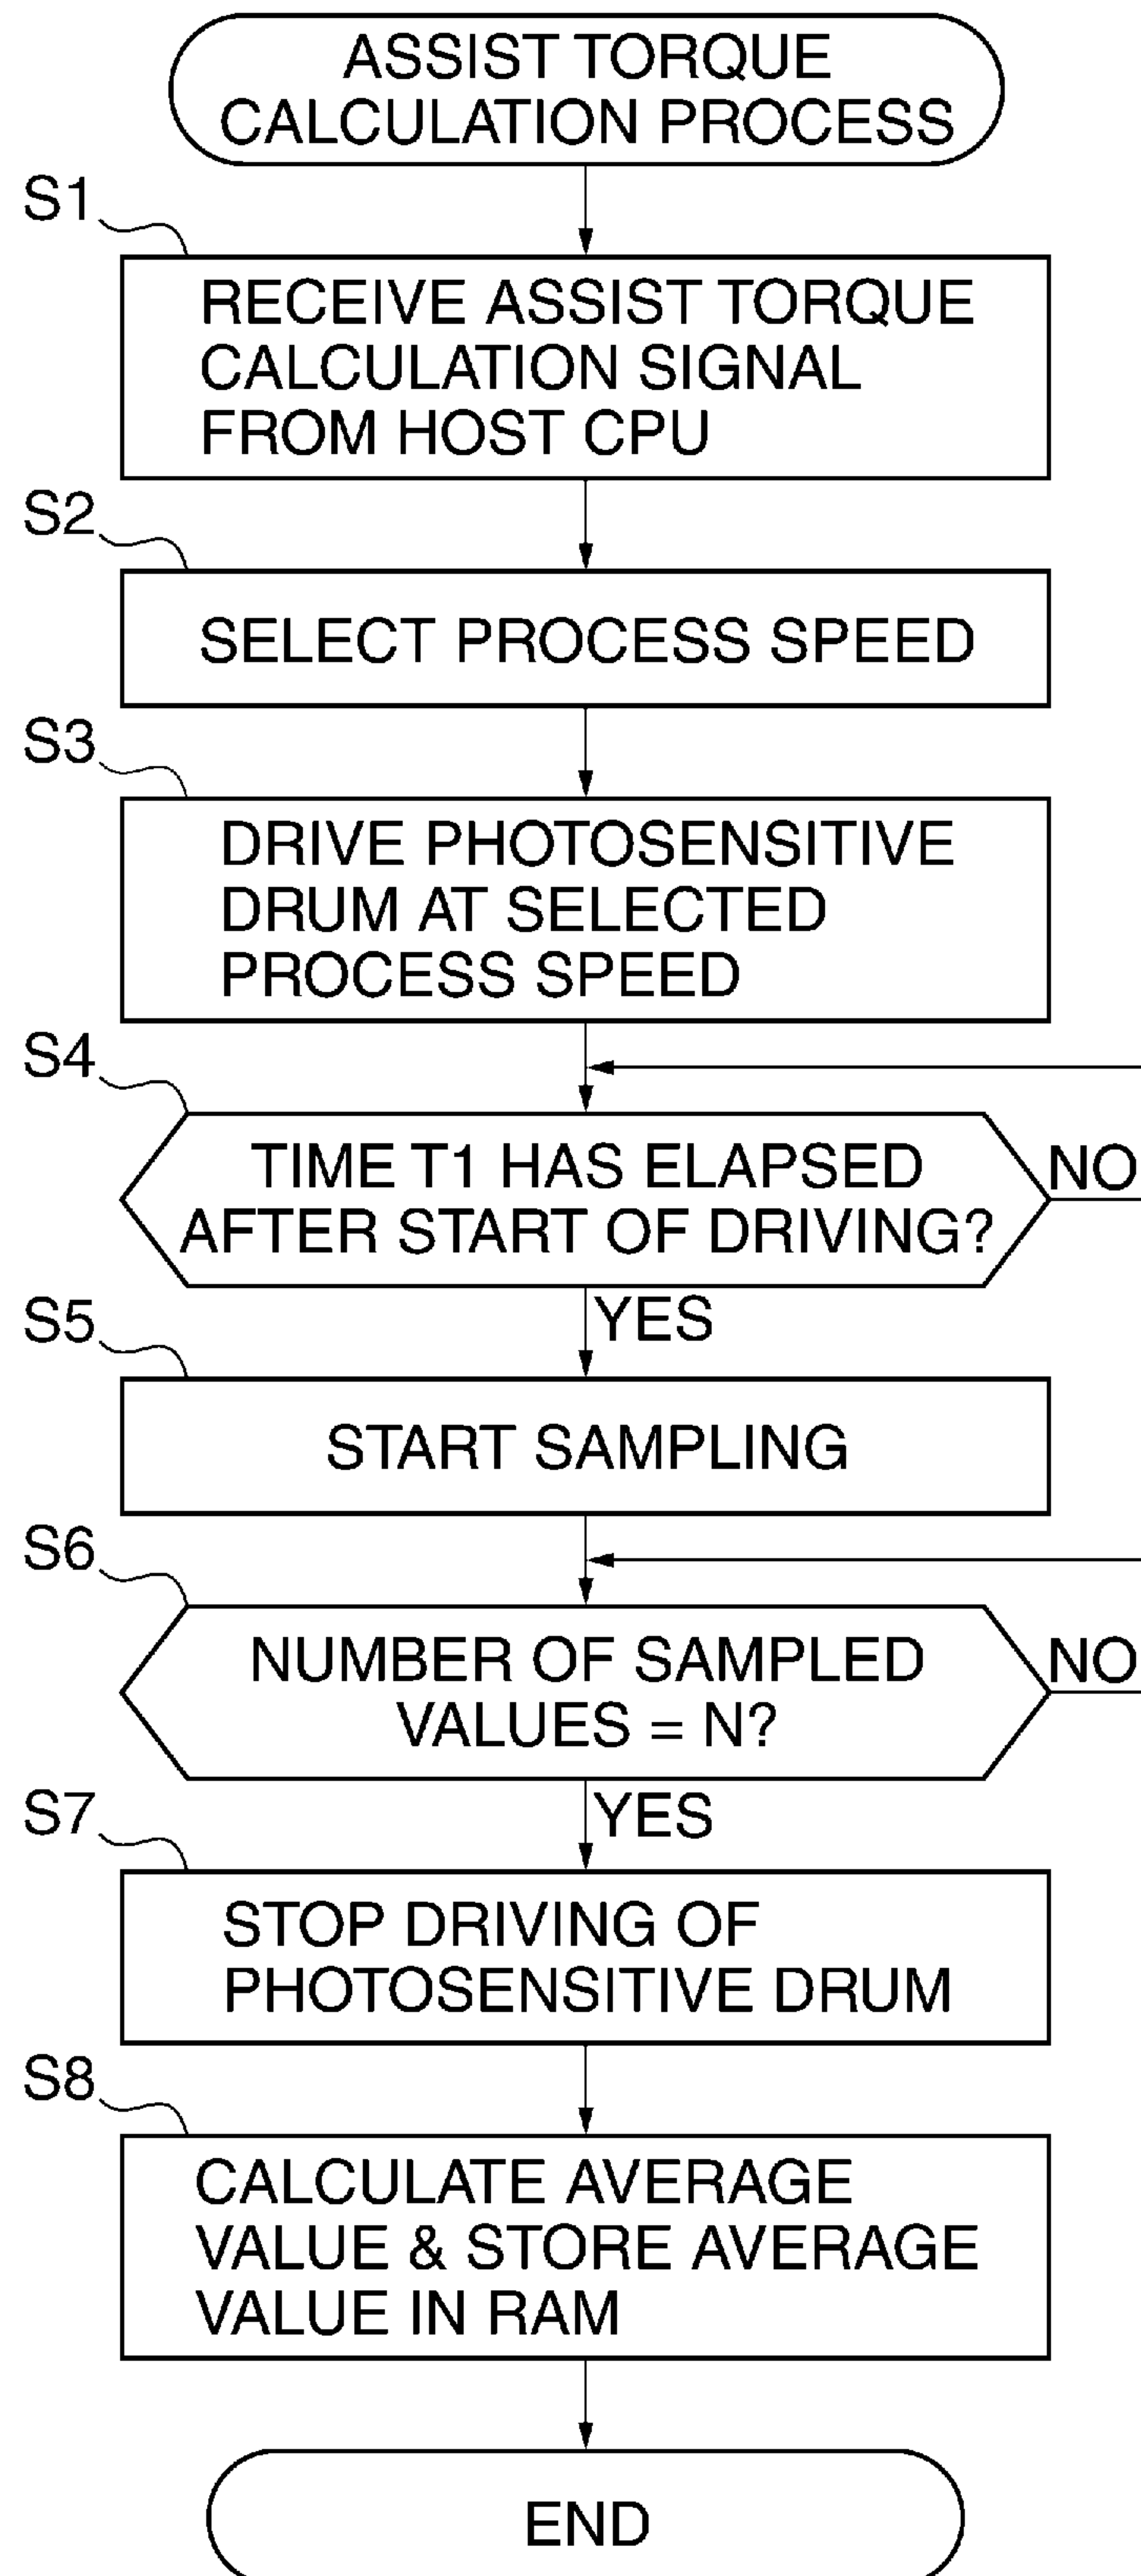 ASSIST TORQUE
CALCULATION PROCESS
S1
RECEIVE ASSIST TORQUE
CALCULATION SIGNAL
FROM HOST CPU
S2
SELECT PROCESS SPEED
S3
DRIVE PHOTOSENSITIVE
DRUM AT SELECTED
PROCESS SPEED
S4
TIME T1 HAS ELAPSED
AFTER START OF DRIVING?
NO
YES
S5
START SAMPLING
S6
NUMBER OF SAMPLED
VALUES = N?
NO
YES
S7
STOP DRIVING OF
PHOTOSENSITIVE DRUM
S8
CALCULATE AVERAGE
VALUE & STORE AVERAGE
VALUE IN RAM
END